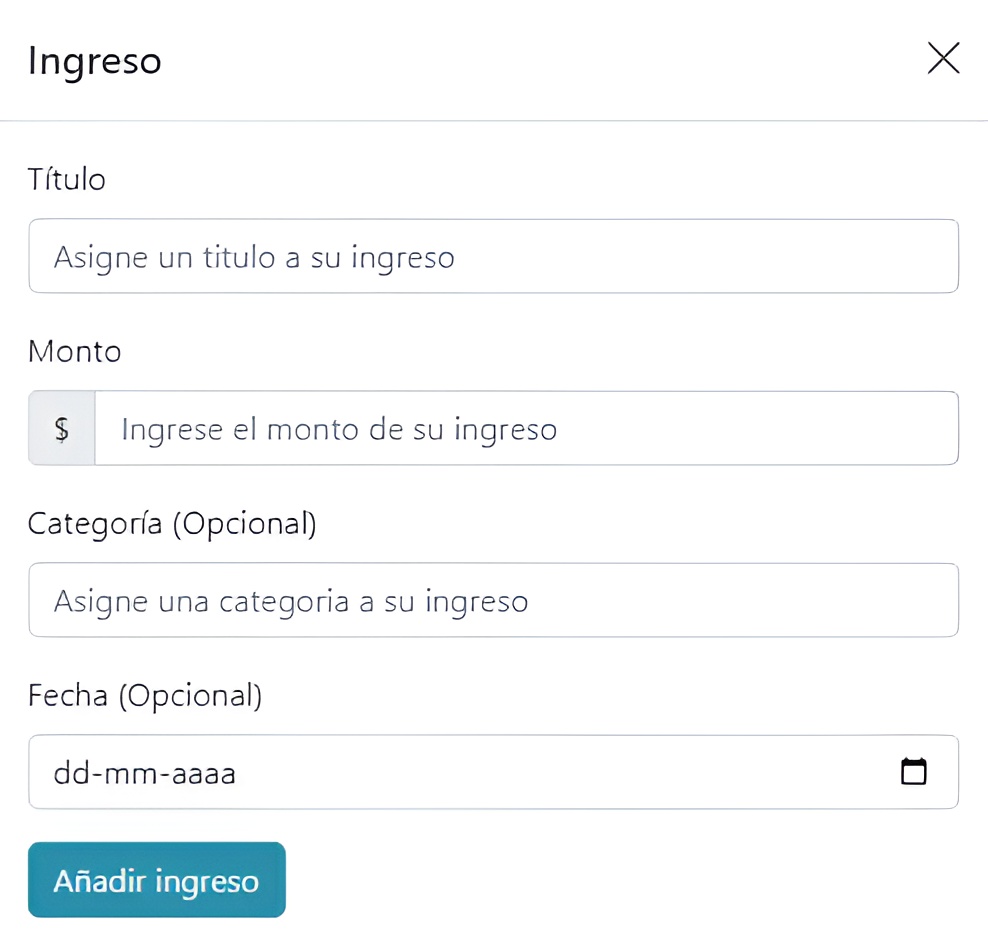 Ingreso
Título
Asigne un titulo a su ingreso
Monto
$ Ingrese el monto de su ingreso
Categoría (Opcional)
Asigne una categoria a su ingreso
Fecha (Opcional)
dd-mm-aaaa
Añadir ingreso